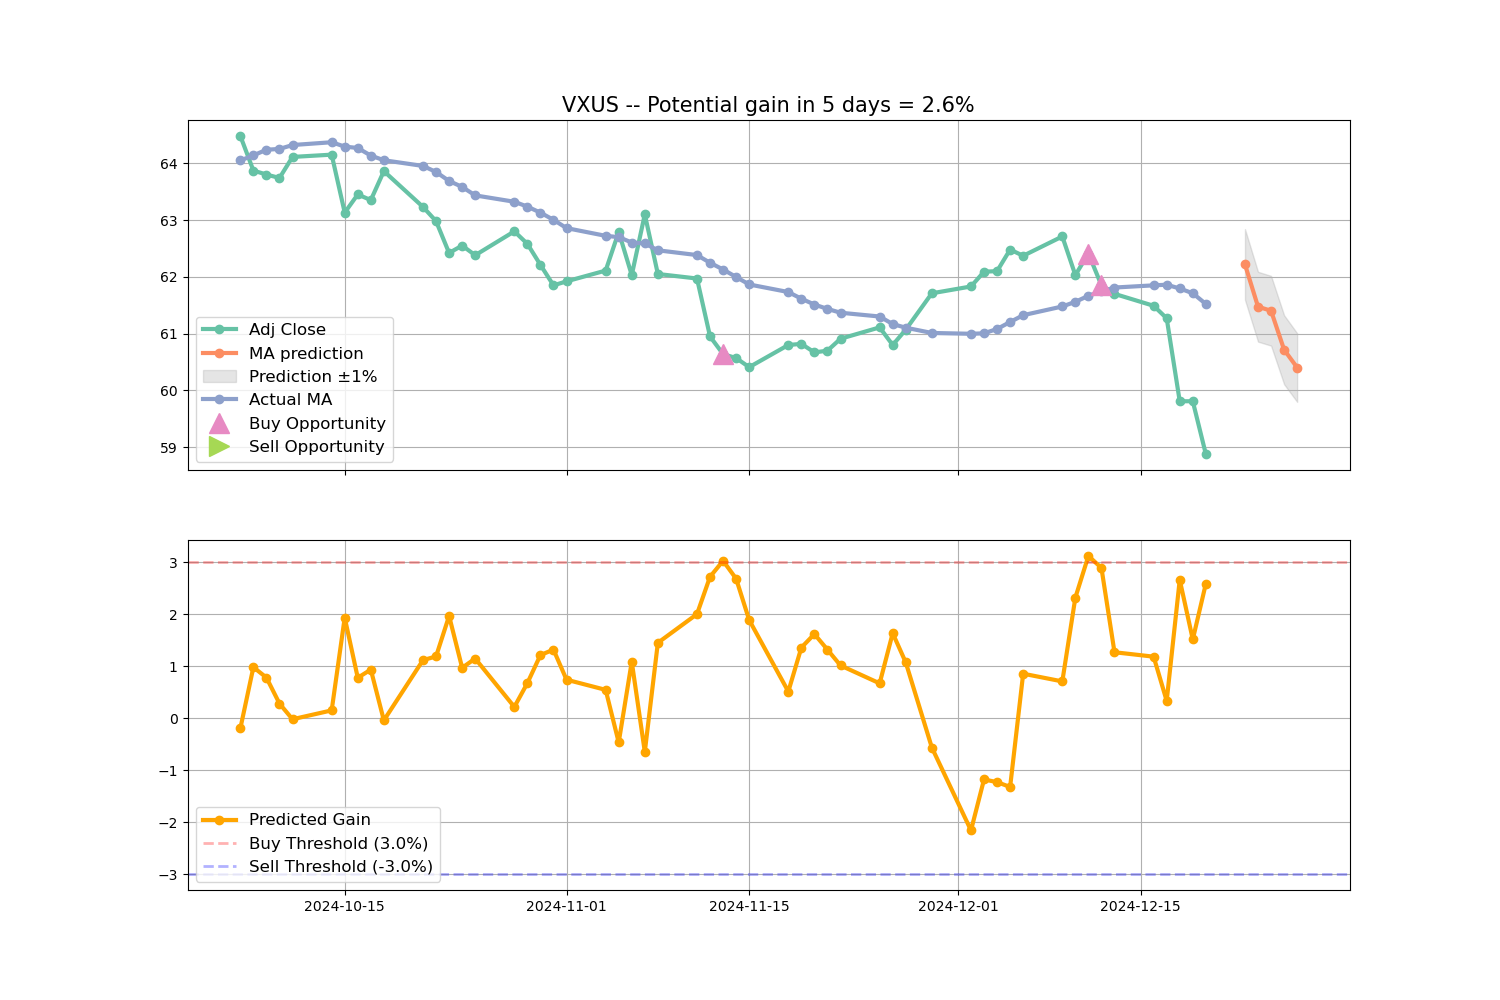 VXUS -- Potential gain in 5 days = 2.6%
64
63
62
61
60
59
Adj Close
MA prediction
Prediction ±1%
Actual MA
Buy Opportunity
Sell Opportunity
3
2
1
0
−1
−2
−3
Predicted Gain
Buy Threshold (3.0%)
Sell Threshold (-3.0%)
2024-10-15 2024-11-01 2024-11-15 2024-12-01 2024-12-15